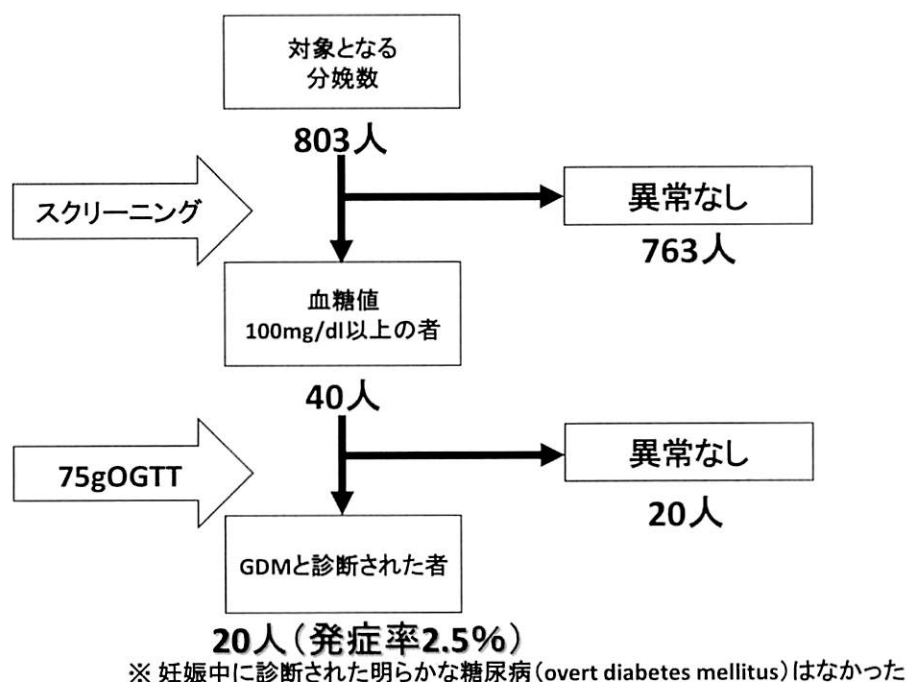 対象となる
分娩数
803人
スクリーニング
異常なし
763人
血糖値
100mg/dl以上の者
40人
75gOGTT
異常なし
20人
GDMと診断された者
20人（発症率2.5%）
※ 妊娠中に診断された明らかな糖尿病（overt diabetes mellitus）はなかった